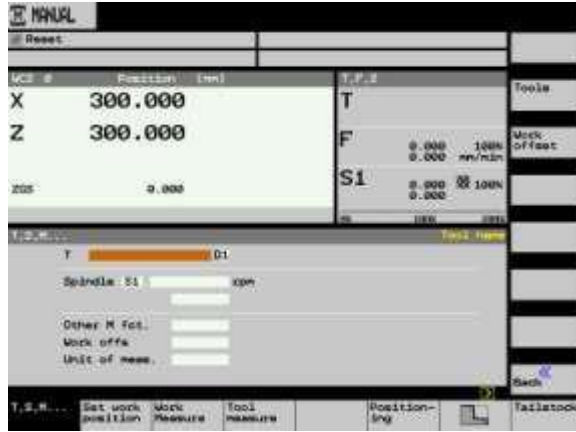 MANUAL
Reset
WCS Position [mm]
T,F,S
X 300.000
T
Tools
Z 300.000
F 0.000 100%
0.000 mm/min
Work offset
S1 0.000 100%
0.000
ZGS 0.000
T,S,M...
Tool name
T D1
Spindle S1 rpm
Other M fct.
Work offs
Unit of meas.
Back
T,S,M...
Set work position
Work Measure
Tool measure
Position-ing
Tailstock